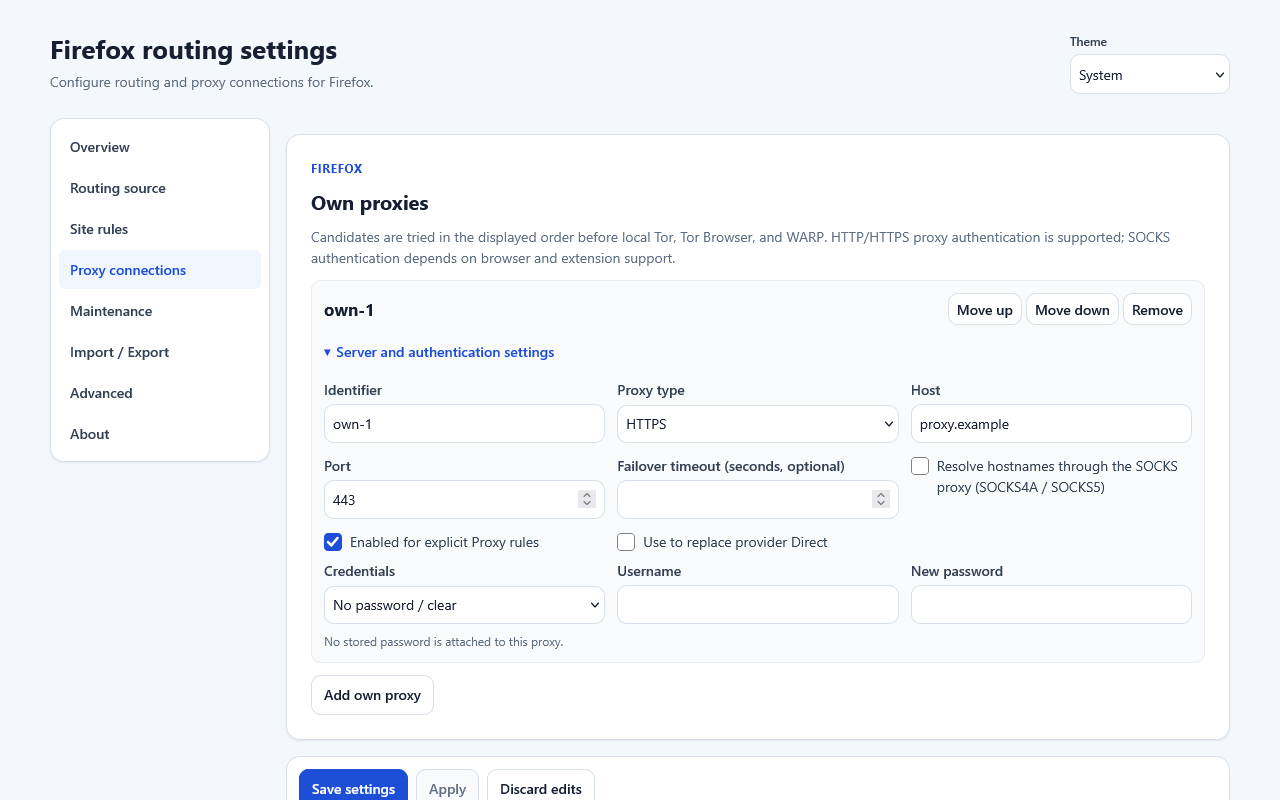 Firefox routing settings
Configure routing and proxy connections for Firefox.
Theme
System
Overview
Routing source
Site rules
Proxy connections
Maintenance
Import / Export
Advanced
About
FIREFOX
Own proxies
Candidates are tried in the displayed order before local Tor, Tor Browser, and WARP. HTTP/HTTPS proxy authentication is supported; SOCKS
authentication depends on browser and extension support.
own-1
Move up
Move down
Remove
▾ Server and authentication settings
Identifier
Proxy type
Host
own-1
HTTPS
proxy.example
Port
Failover timeout (seconds, optional)
Resolve hostnames through the SOCKS
proxy (SOCKS4A / SOCKS5)
443
Enabled for explicit Proxy rules
Use to replace provider Direct
Credentials
Username
New password
No password / clear
No stored password is attached to this proxy.
Add own proxy
Save settings
Apply
Discard edits